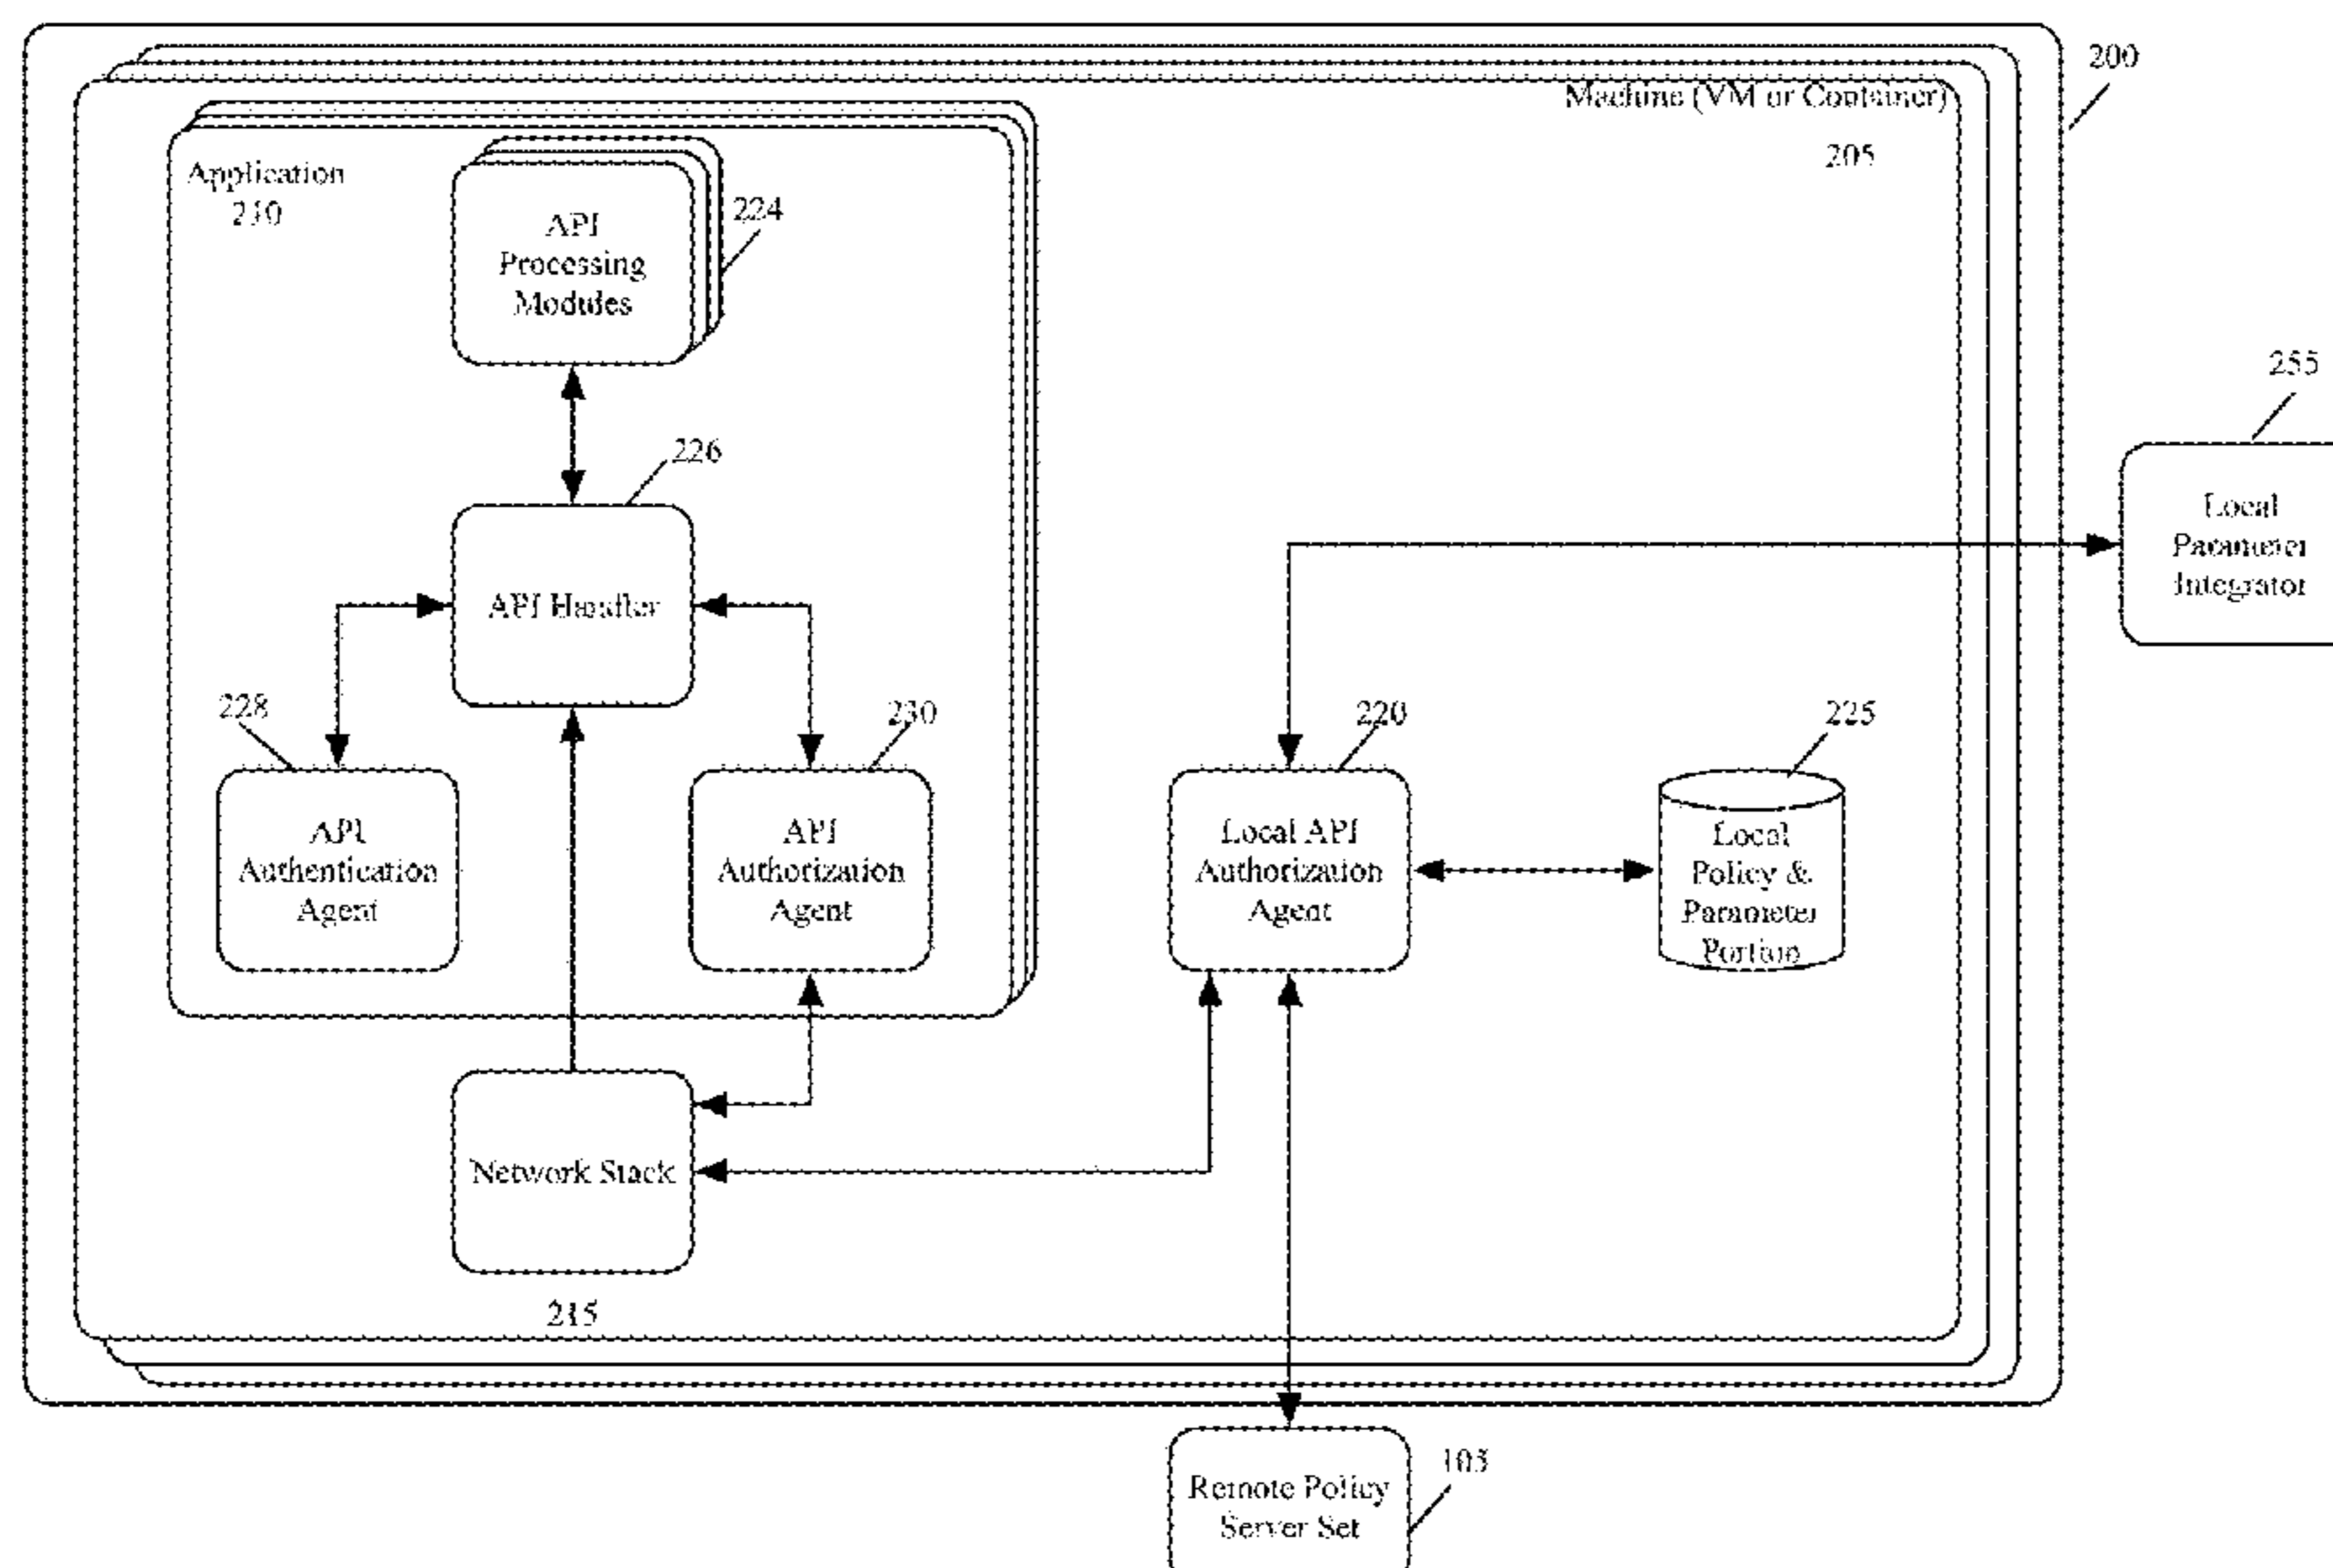 200
Machine (VM or Container)
205
Application
210
API
Processing
Modules
224
255
Local
Parameter
Integrator
226
API Handler
228
230
220
225
API
Authentication
Agent
API
Authorization
Agent
Local API
Authorization
Agent
Local
Policy &
Parameter
Portion
Network Stack
215
Remote Policy
Server Set
105